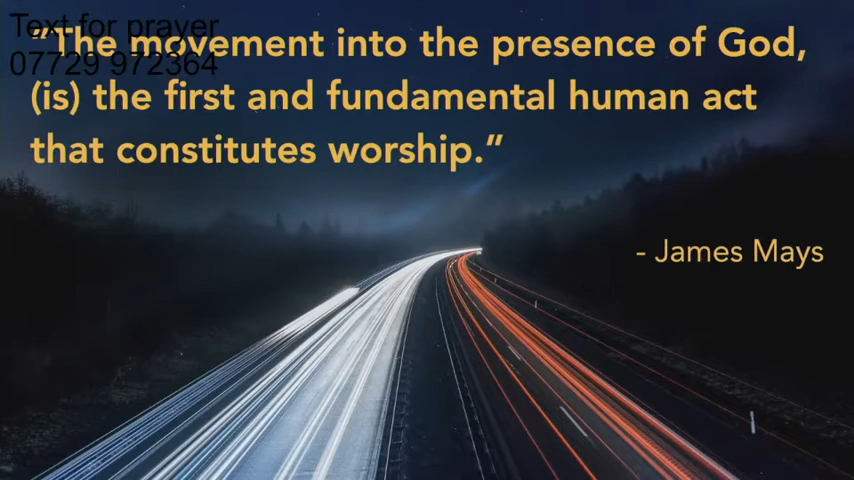 Text for prayer
07729 972364
“The movement into the presence of God,
(is) the first and fundamental human act
that constitutes worship.”
- James Mays